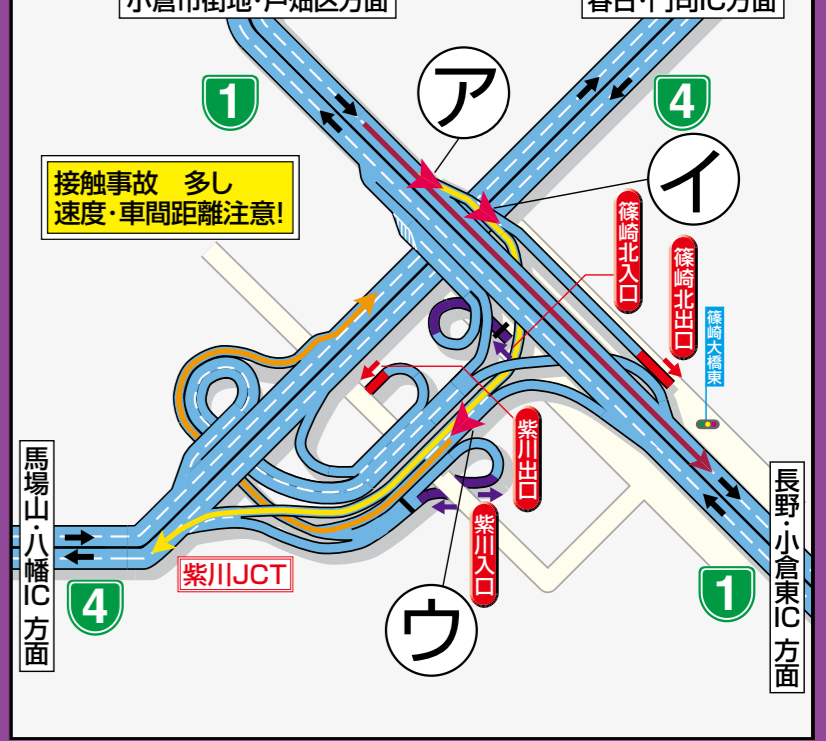 小倉市街地・戸畑区方面
春日・門司IC方面
1
4
ア
イ
接触事故 多し
速度・車間距離注意!
篠崎北入口
篠崎北出口
篠崎大橋東
紫川出口
紫川入口
紫川JCT
馬場山・八幡IC 方面
4
ウ
1
長野・小倉東IC 方面